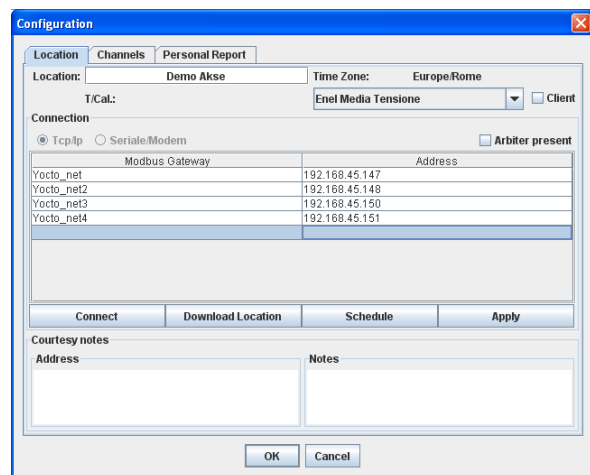 Configuration
Location Channels Personal Report
Location: Demo Akse Time Zone: Europe/Rome
T/Cal.: Enel Media Tensione Client
Connection
Tcp/Ip Seriale/Modem Arbiter present
Modbus Gateway Address
Yocto_net 192.168.45.147
Yocto_net2 192.168.45.148
Yocto_net3 192.168.45.150
Yocto_net4 192.168.45.151
Connect Download Location Schedule Apply
Courtesy notes
Address Notes
OK Cancel